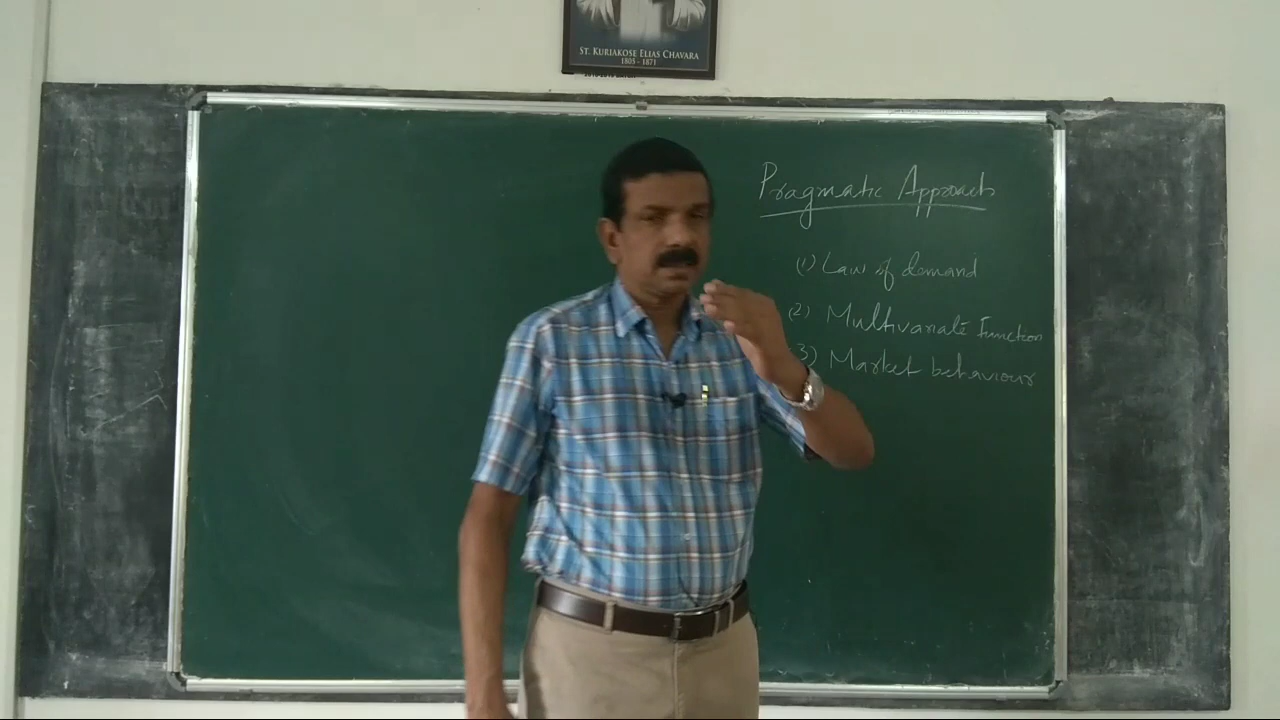 ST. KURIAKOSE ELIAS CHAVARA
1805 - 1871
Pragmatic Approach
(1) Law of demand
(2) Multivariate Function
3) Market behaviour